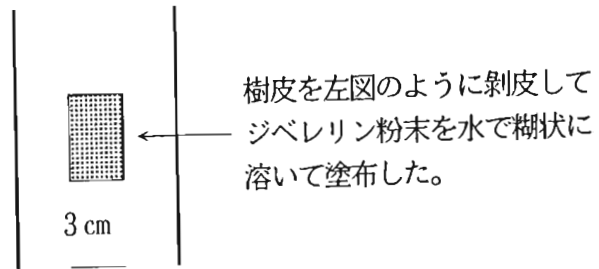 樹皮を左図のように剝皮して
ジベレリン粉末を水で糊状に
溶いて塗布した。
3 cm